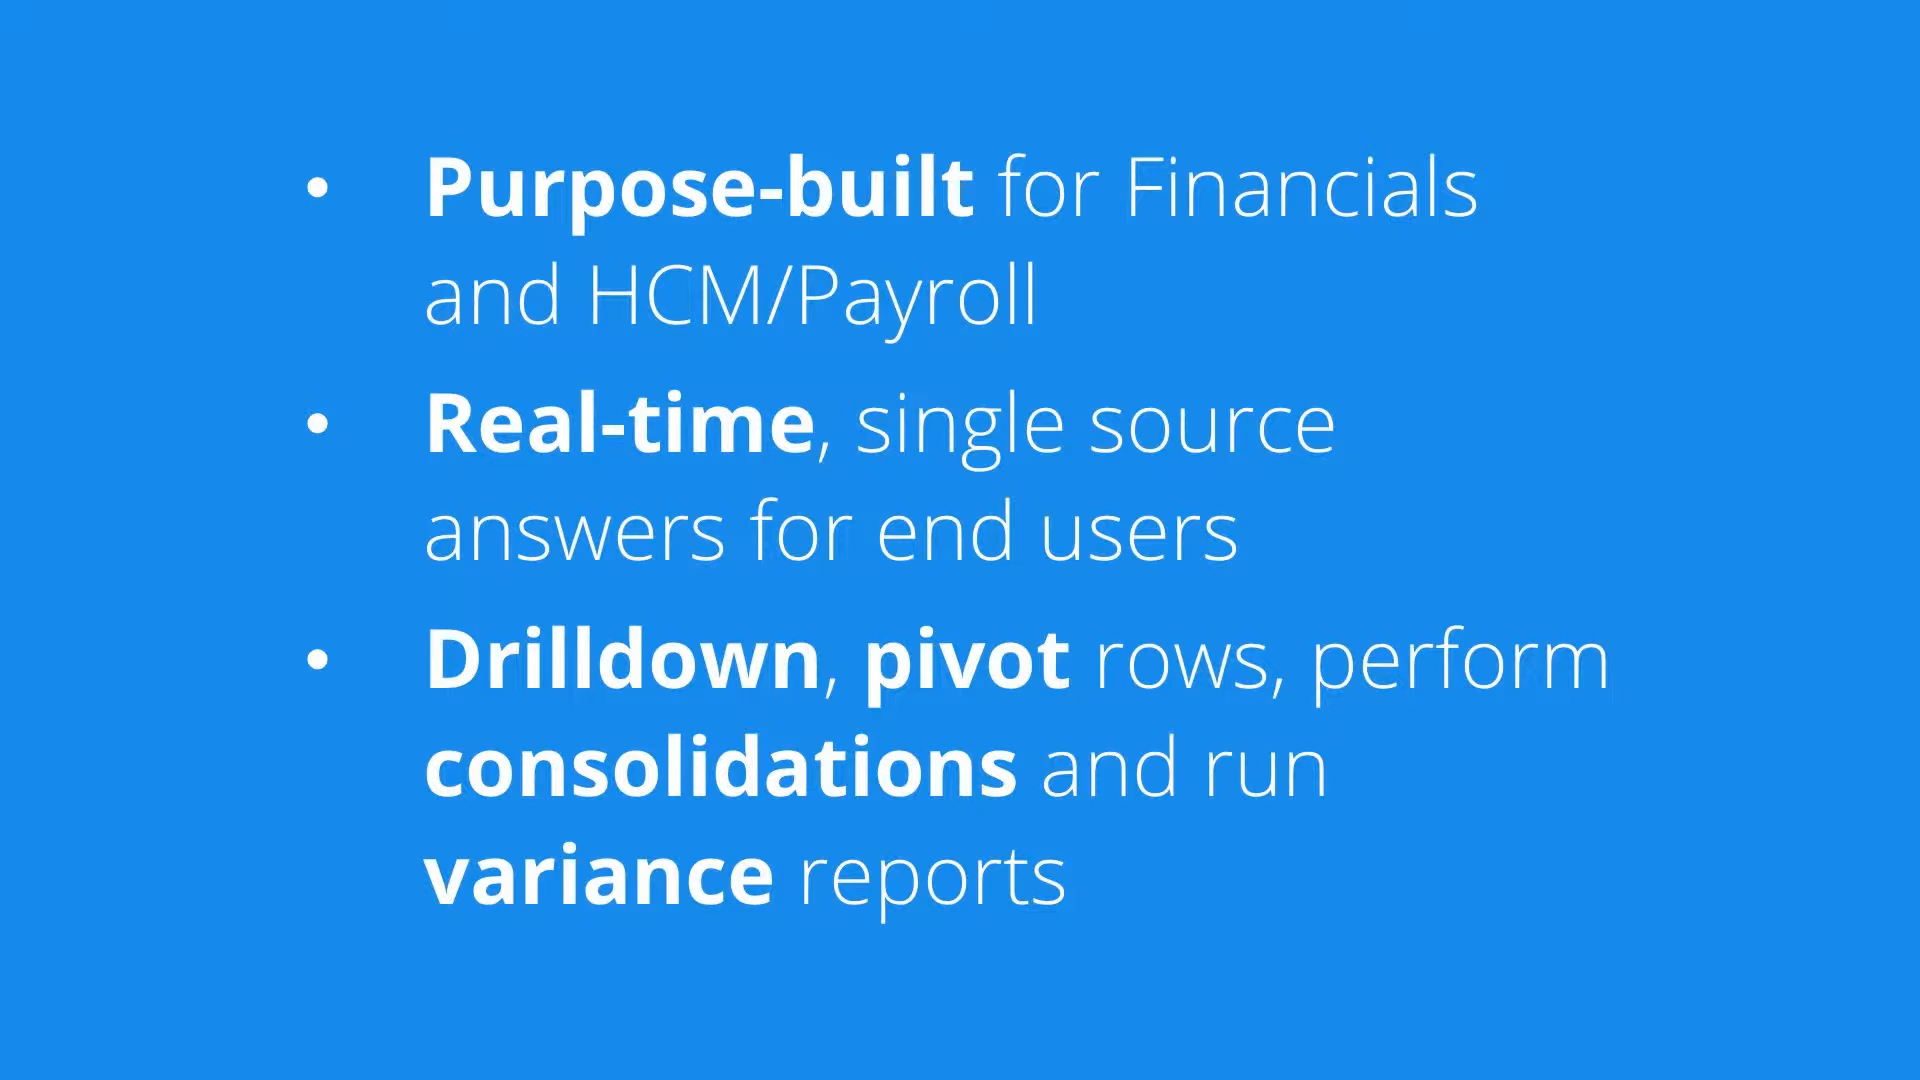 • Purpose-built for Financials
and HCM/Payroll
• Real-time, single source
answers for end users
• Drilldown, pivot rows, perform
consolidations and run
variance reports